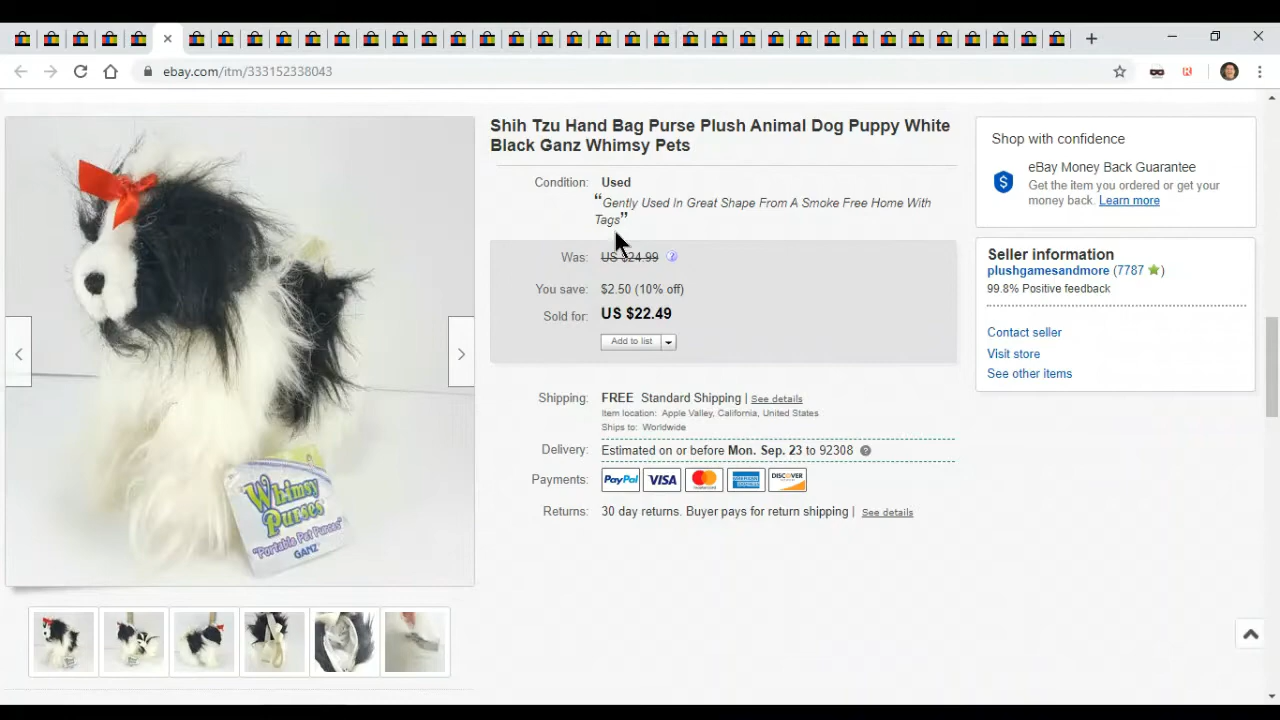 ebay.com/itm/333152338043
Shih Tzu Hand Bag Purse Plush Animal Dog Puppy White
Black Ganz Whimsy Pets
Condition: Used
“Gently Used In Great Shape From A Smoke Free Home With
Tags”
Was: US $24.99
You save: $2.50 (10% off)
Sold for: US $22.49
Add to list
Shipping: FREE Standard Shipping | See details
Item location: Apple Valley, California, United States
Ships to: Worldwide
Delivery: Estimated on or before Mon. Sep. 23 to 92308
Payments: PayPal VISA MasterCard AMERICAN EXPRESS DISCOVER
Returns: 30 day returns. Buyer pays for return shipping | See details
Shop with confidence
eBay Money Back Guarantee
Get the item you ordered or get your
money back. Learn more
Seller information
plushgamesandmore (7787)
99.8% Positive feedback
Contact seller
Visit store
See other items
Whimsy
Purses
"Portable Pet Purses"
GANZ